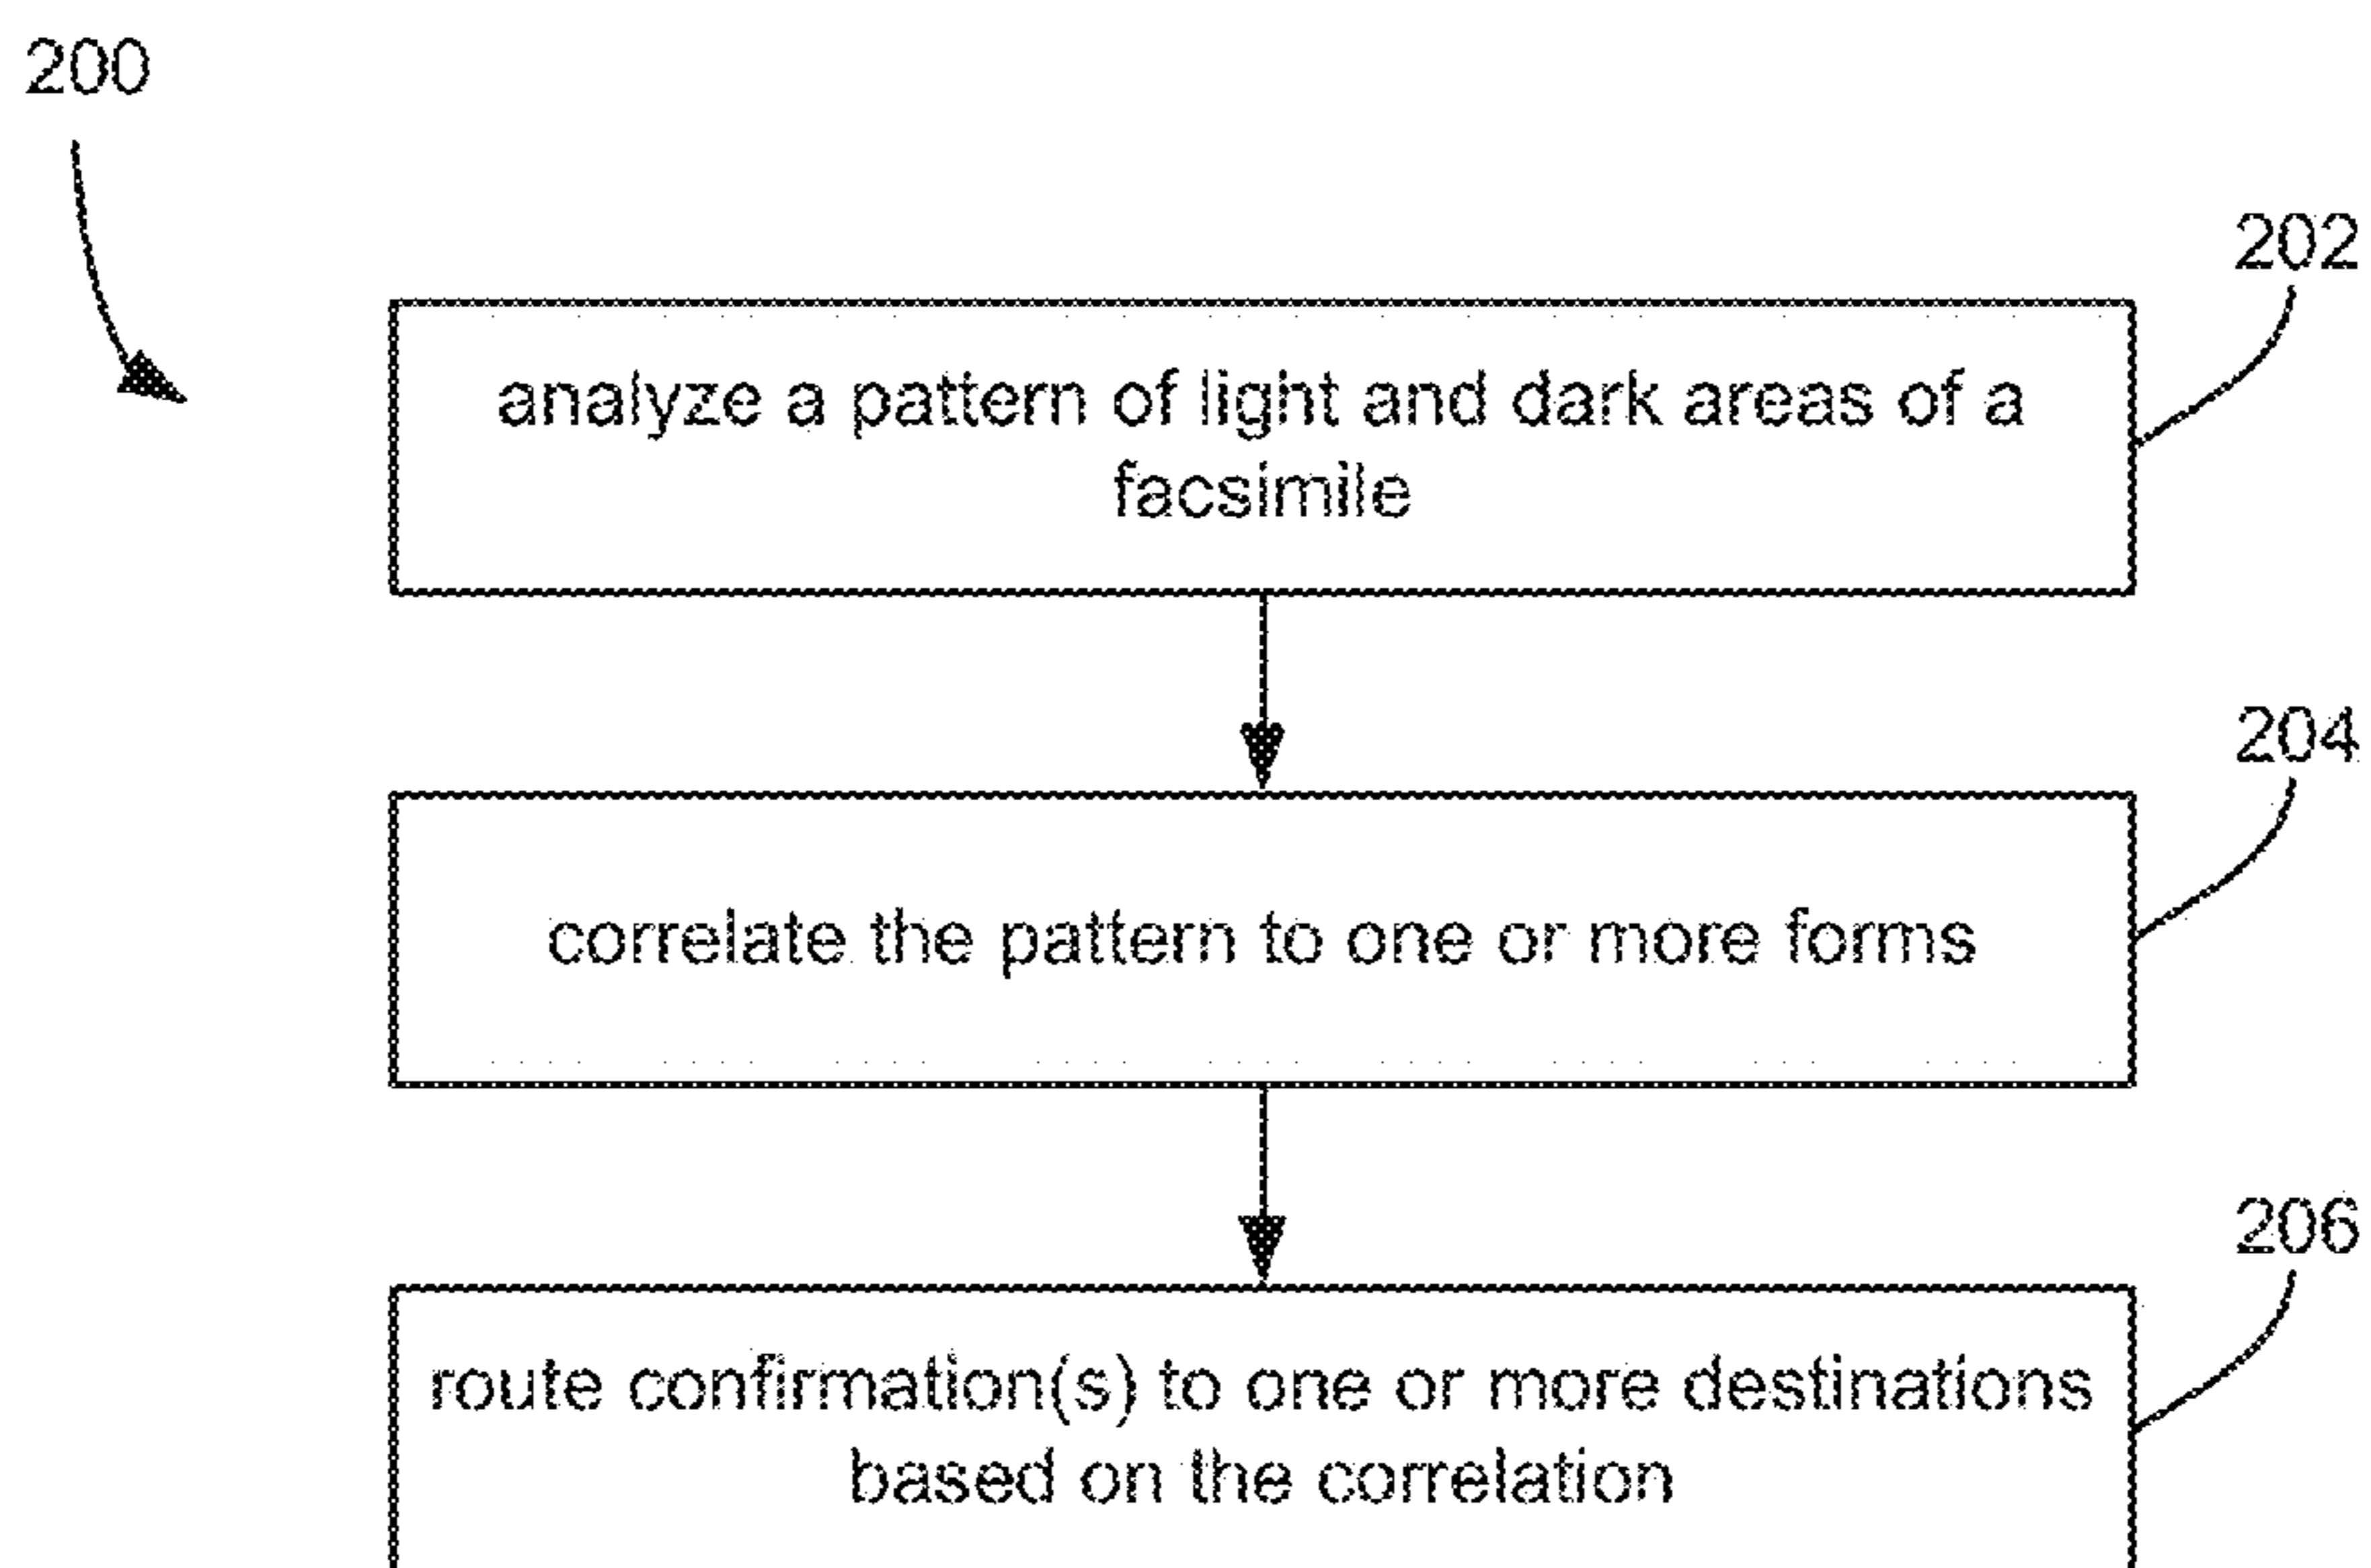 200
202
analyze a pattern of light and dark areas of a
facsimile
204
correlate the pattern to one or more forms
206
route confirmation(s) to one or more destinations
based on the correlation